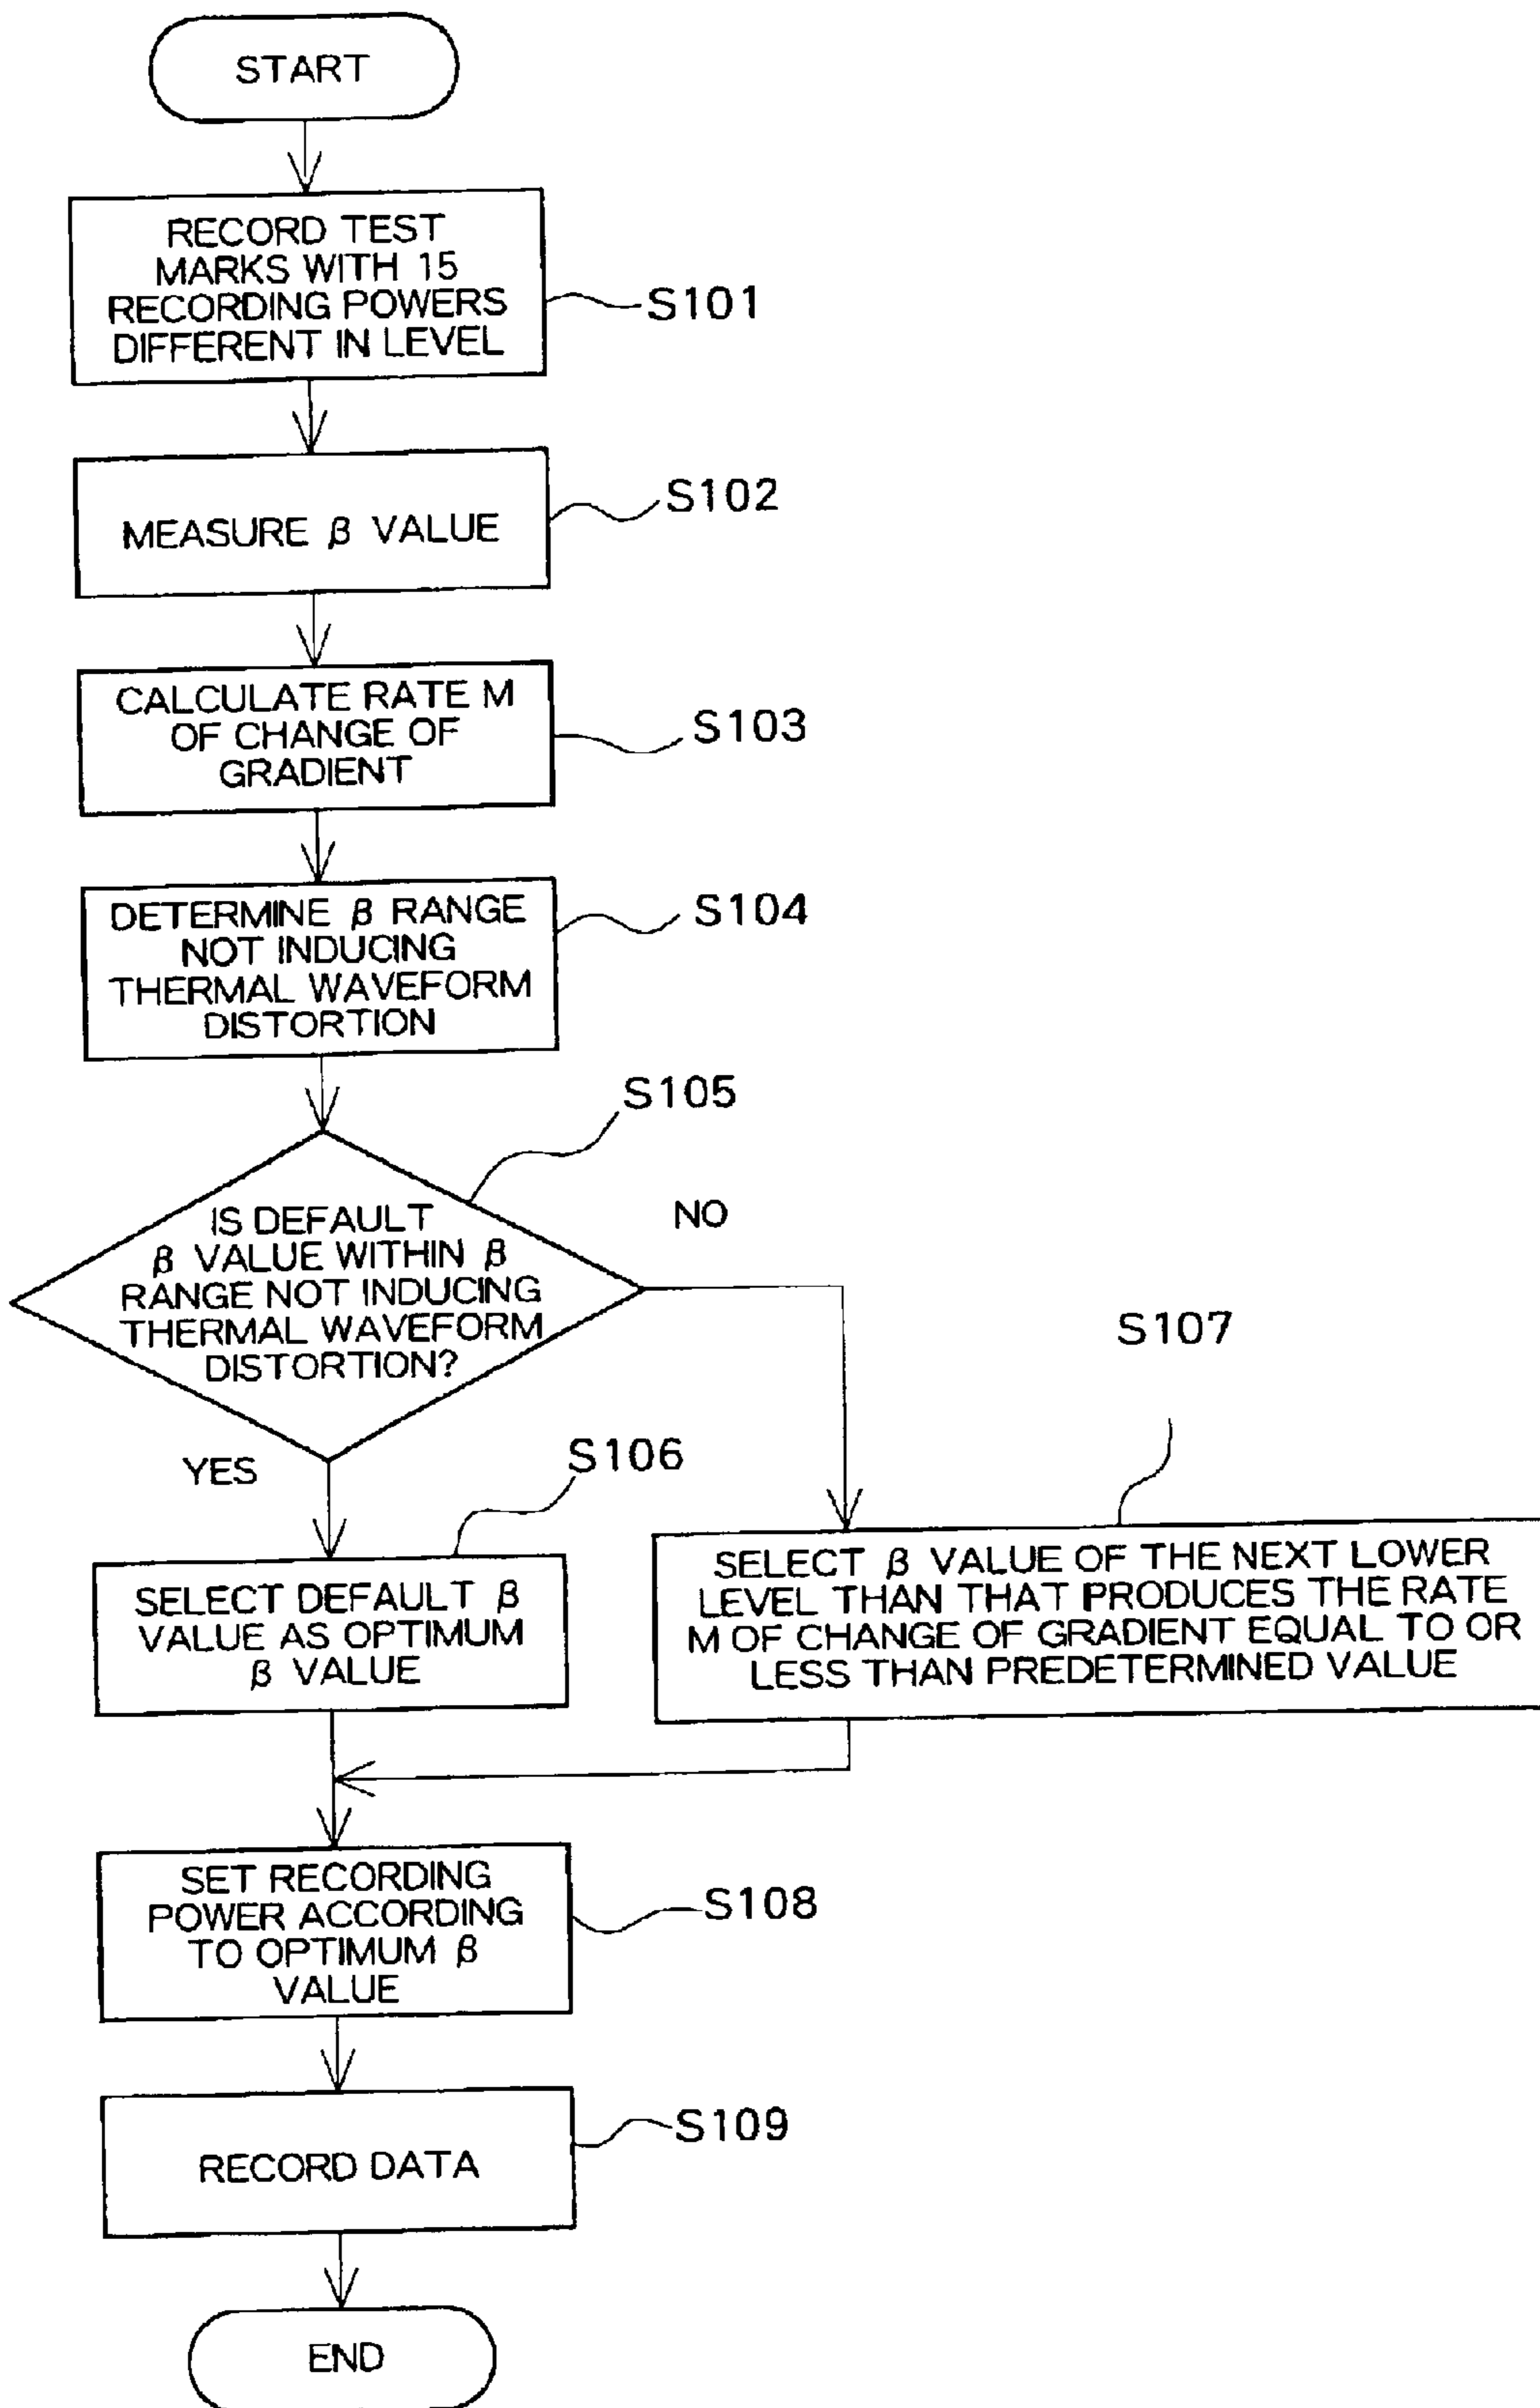 START
RECORD TEST
MARKS WITH 15
RECORDING POWERS
DIFFERENT IN LEVEL
S101
MEASURE β VALUE
S102
CALCULATE RATE M
OF CHANGE OF
GRADIENT
S103
DETERMINE β RANGE
NOT INDUCING
THERMAL WAVEFORM
DISTORTION
S104
S105
IS DEFAULT
β VALUE WITHIN β
RANGE NOT INDUCING
THERMAL WAVEFORM
DISTORTION?
NO
YES
S106
SELECT DEFAULT β
VALUE AS OPTIMUM
β VALUE
S107
SELECT β VALUE OF THE NEXT LOWER
LEVEL THAN THAT PRODUCES THE RATE
M OF CHANGE OF GRADIENT EQUAL TO OR
LESS THAN PREDETERMINED VALUE
SET RECORDING
POWER ACCORDING
TO OPTIMUM β
VALUE
S108
RECORD DATA
S109
END